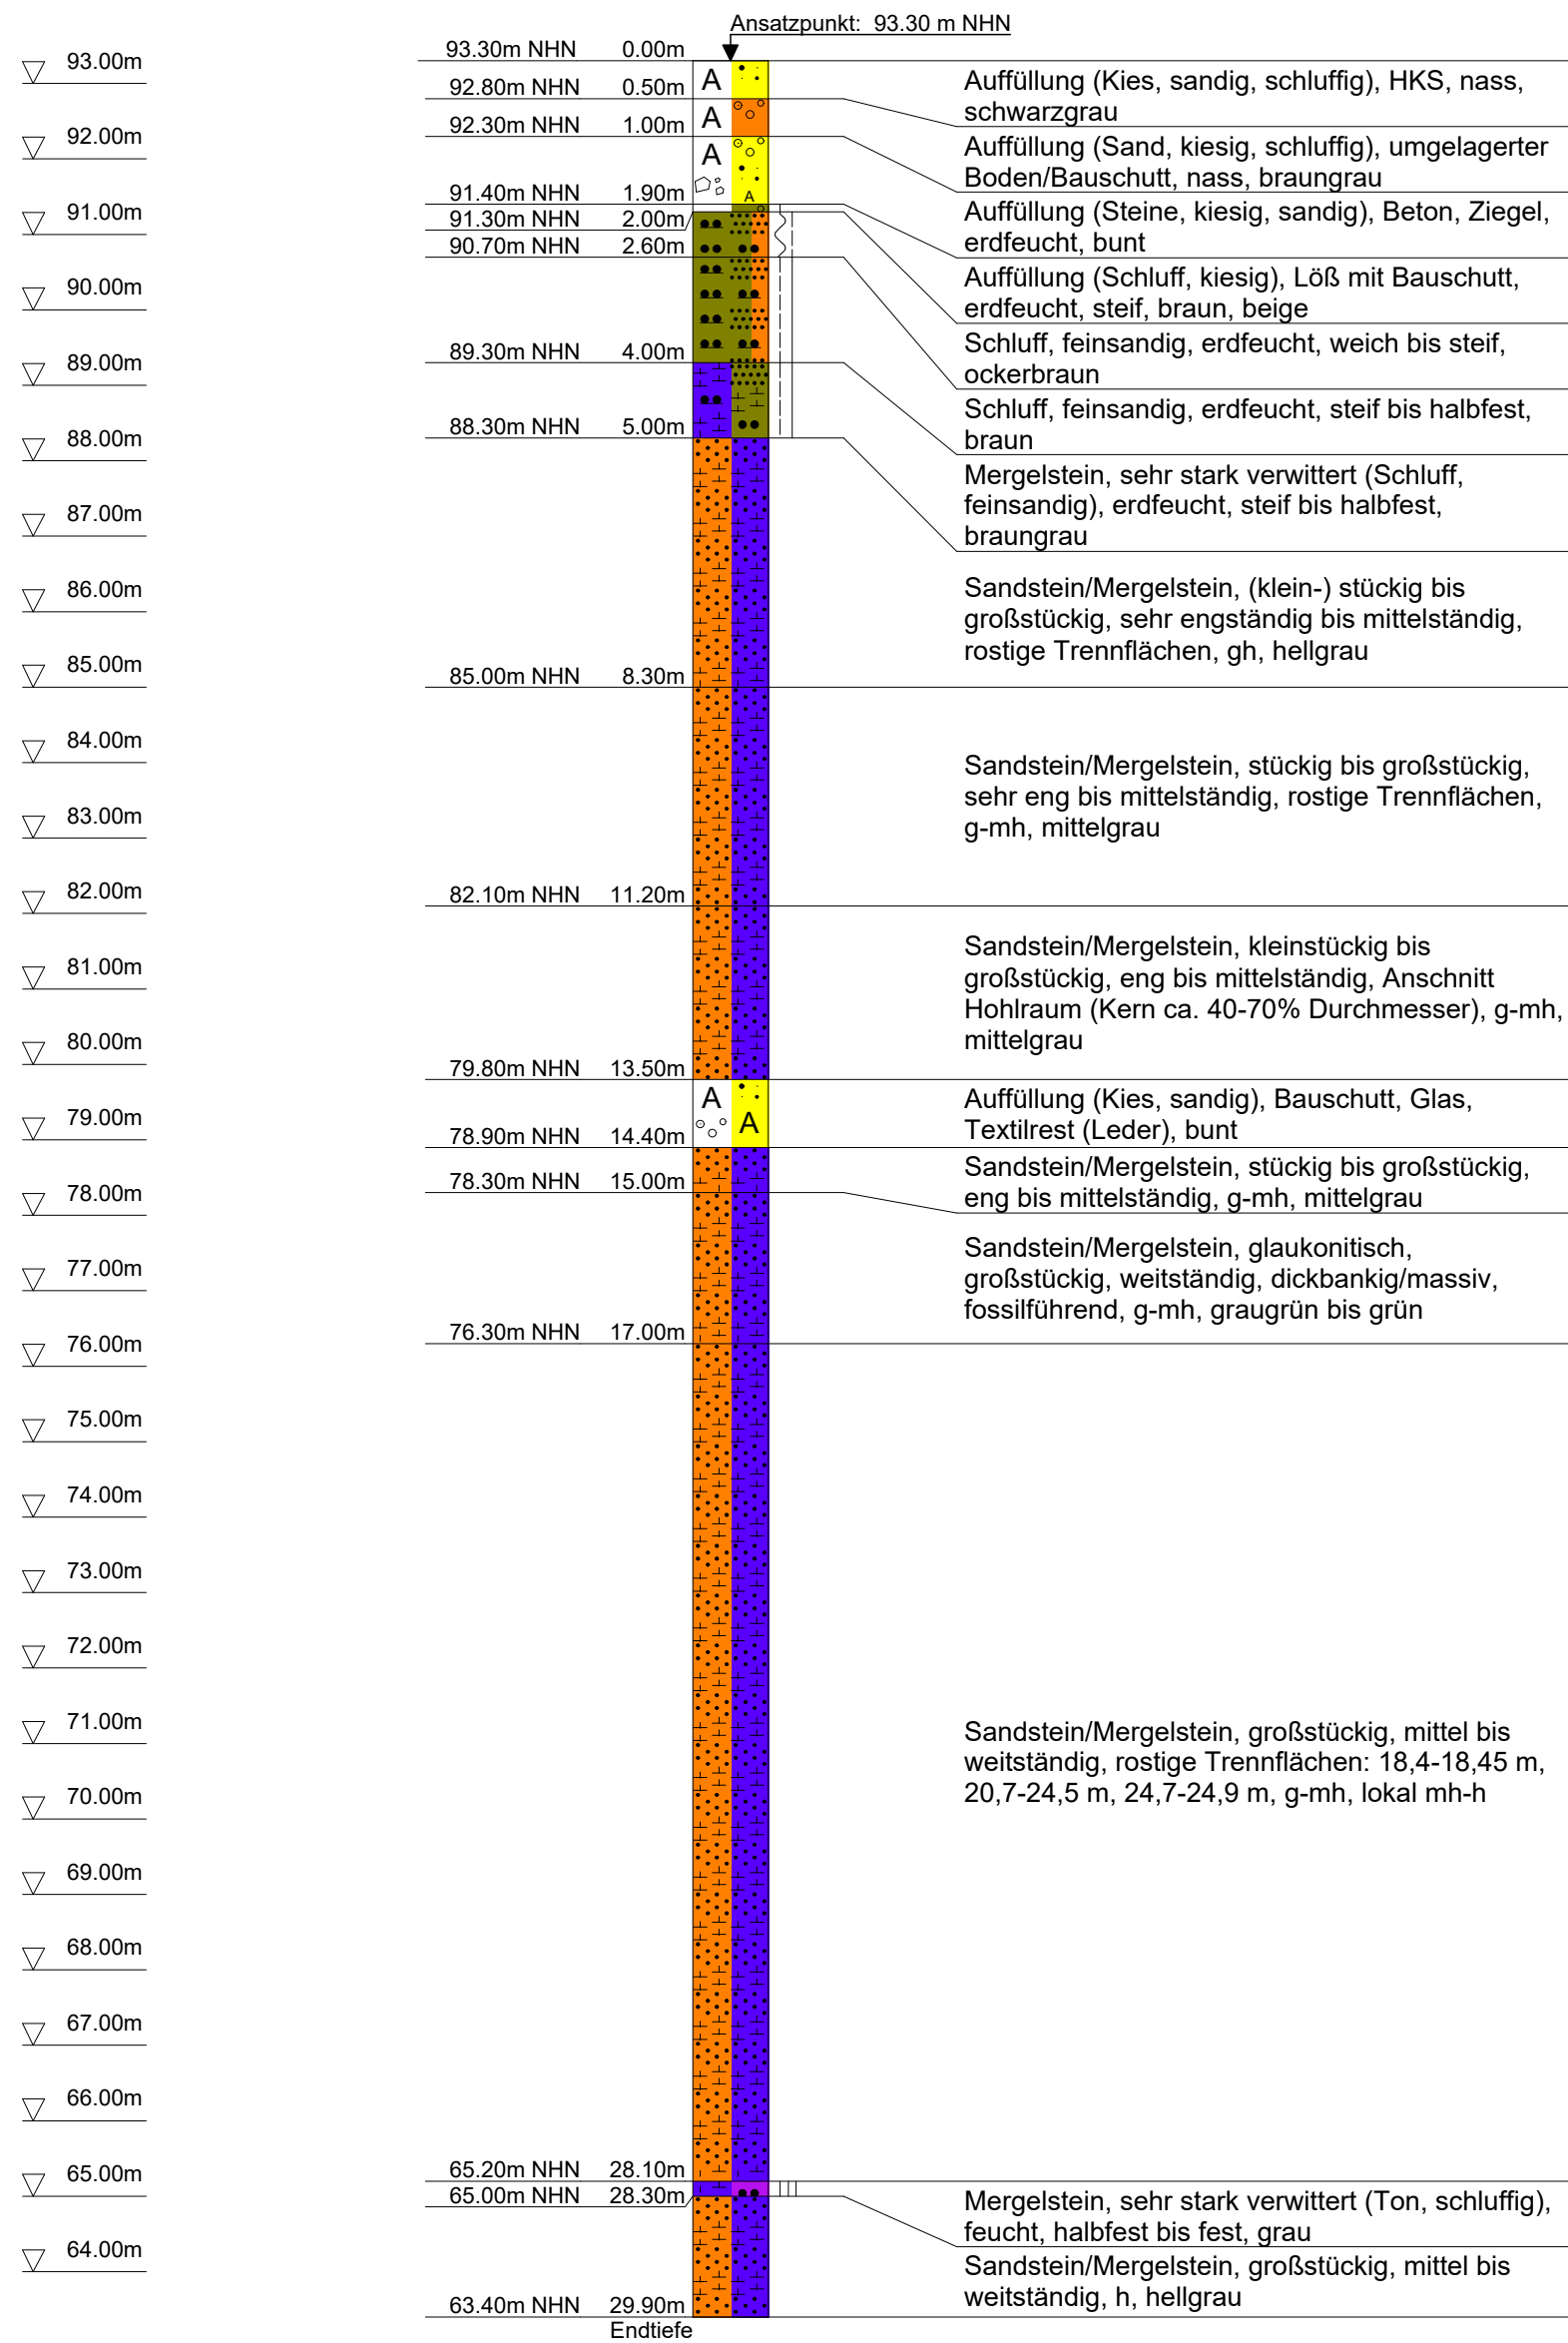 Ansatzpunkt: 93.30 m NHN
93.00m
92.00m
91.00m
90.00m
89.00m
88.00m
87.00m
86.00m
85.00m
84.00m
83.00m
82.00m
81.00m
80.00m
79.00m
78.00m
77.00m
76.00m
75.00m
74.00m
73.00m
72.00m
71.00m
70.00m
69.00m
68.00m
67.00m
66.00m
65.00m
64.00m
93.30m NHN 0.00m
92.80m NHN 0.50m
92.30m NHN 1.00m
91.40m NHN 1.90m
91.30m NHN 2.00m
90.70m NHN 2.60m
89.30m NHN 4.00m
88.30m NHN 5.00m
85.00m NHN 8.30m
82.10m NHN 11.20m
79.80m NHN 13.50m
78.90m NHN 14.40m
78.30m NHN 15.00m
76.30m NHN 17.00m
65.20m NHN 28.10m
65.00m NHN 28.30m
63.40m NHN 29.90m
Endtiefe
A
A
A
A
A
A
Auffüllung (Kies, sandig, schluffig), HKS, nass,
schwarzgrau
Auffüllung (Sand, kiesig, schluffig), umgelagerter
Boden/Bauschutt, nass, braungrau
Auffüllung (Steine, kiesig, sandig), Beton, Ziegel,
erdfeucht, bunt
Auffüllung (Schluff, kiesig), Löß mit Bauschutt,
erdfeucht, steif, braun, beige
Schluff, feinsandig, erdfeucht, weich bis steif,
ockerbraun
Schluff, feinsandig, erdfeucht, steif bis halbfest,
braun
Mergelstein, sehr stark verwittert (Schluff,
feinsandig), erdfeucht, steif bis halbfest,
braungrau
Sandstein/Mergelstein, (klein-) stückig bis
großstückig, sehr engständig bis mittelständig,
rostige Trennflächen, gh, hellgrau
Sandstein/Mergelstein, stückig bis großstückig,
sehr eng bis mittelständig, rostige Trennflächen,
g-mh, mittelgrau
Sandstein/Mergelstein, kleinstückig bis
großstückig, eng bis mittelständig, Anschnitt
Hohlraum (Kern ca. 40-70% Durchmesser), g-mh,
mittelgrau
Auffüllung (Kies, sandig), Bauschutt, Glas,
Textilrest (Leder), bunt
Sandstein/Mergelstein, stückig bis großstückig,
eng bis mittelständig, g-mh, mittelgrau
Sandstein/Mergelstein, glaukonitisch,
großstückig, weitständig, dickbankig/massiv,
fossilführend, g-mh, graugrün bis grün
Sandstein/Mergelstein, großstückig, mittel bis
weitständig, rostige Trennflächen: 18,4-18,45 m,
20,7-24,5 m, 24,7-24,9 m, g-mh, lokal mh-h
Mergelstein, sehr stark verwittert (Ton, schluffig),
feucht, halbfest bis fest, grau
Sandstein/Mergelstein, großstückig, mittel bis
weitständig, h, hellgrau